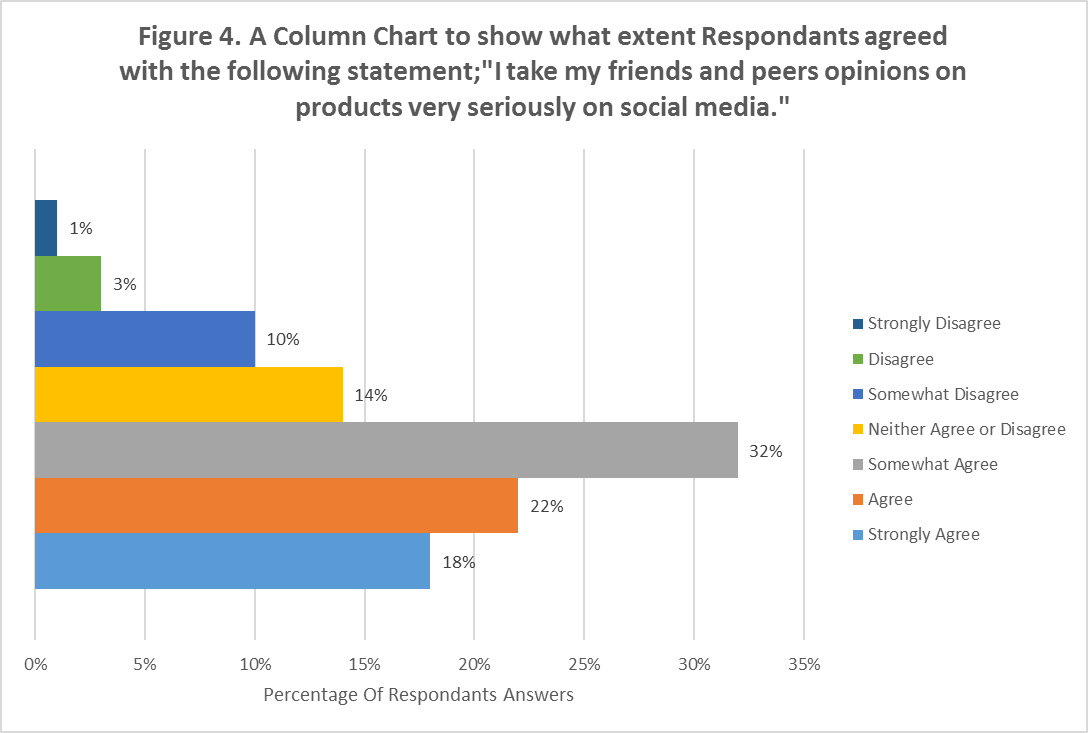 Figure 4. A Column Chart to show what extent Respondants agreed
with the following statement;"I take my friends and peers opinions on
products very seriously on social media."
1%
3%
10%
14%
32%
22%
18%
Strongly Disagree
Disagree
Somewhat Disagree
Neither Agree or Disagree
Somewhat Agree
Agree
Strongly Agree
0% 5% 10% 15% 20% 25% 30% 35%
Percentage Of Respondants Answers